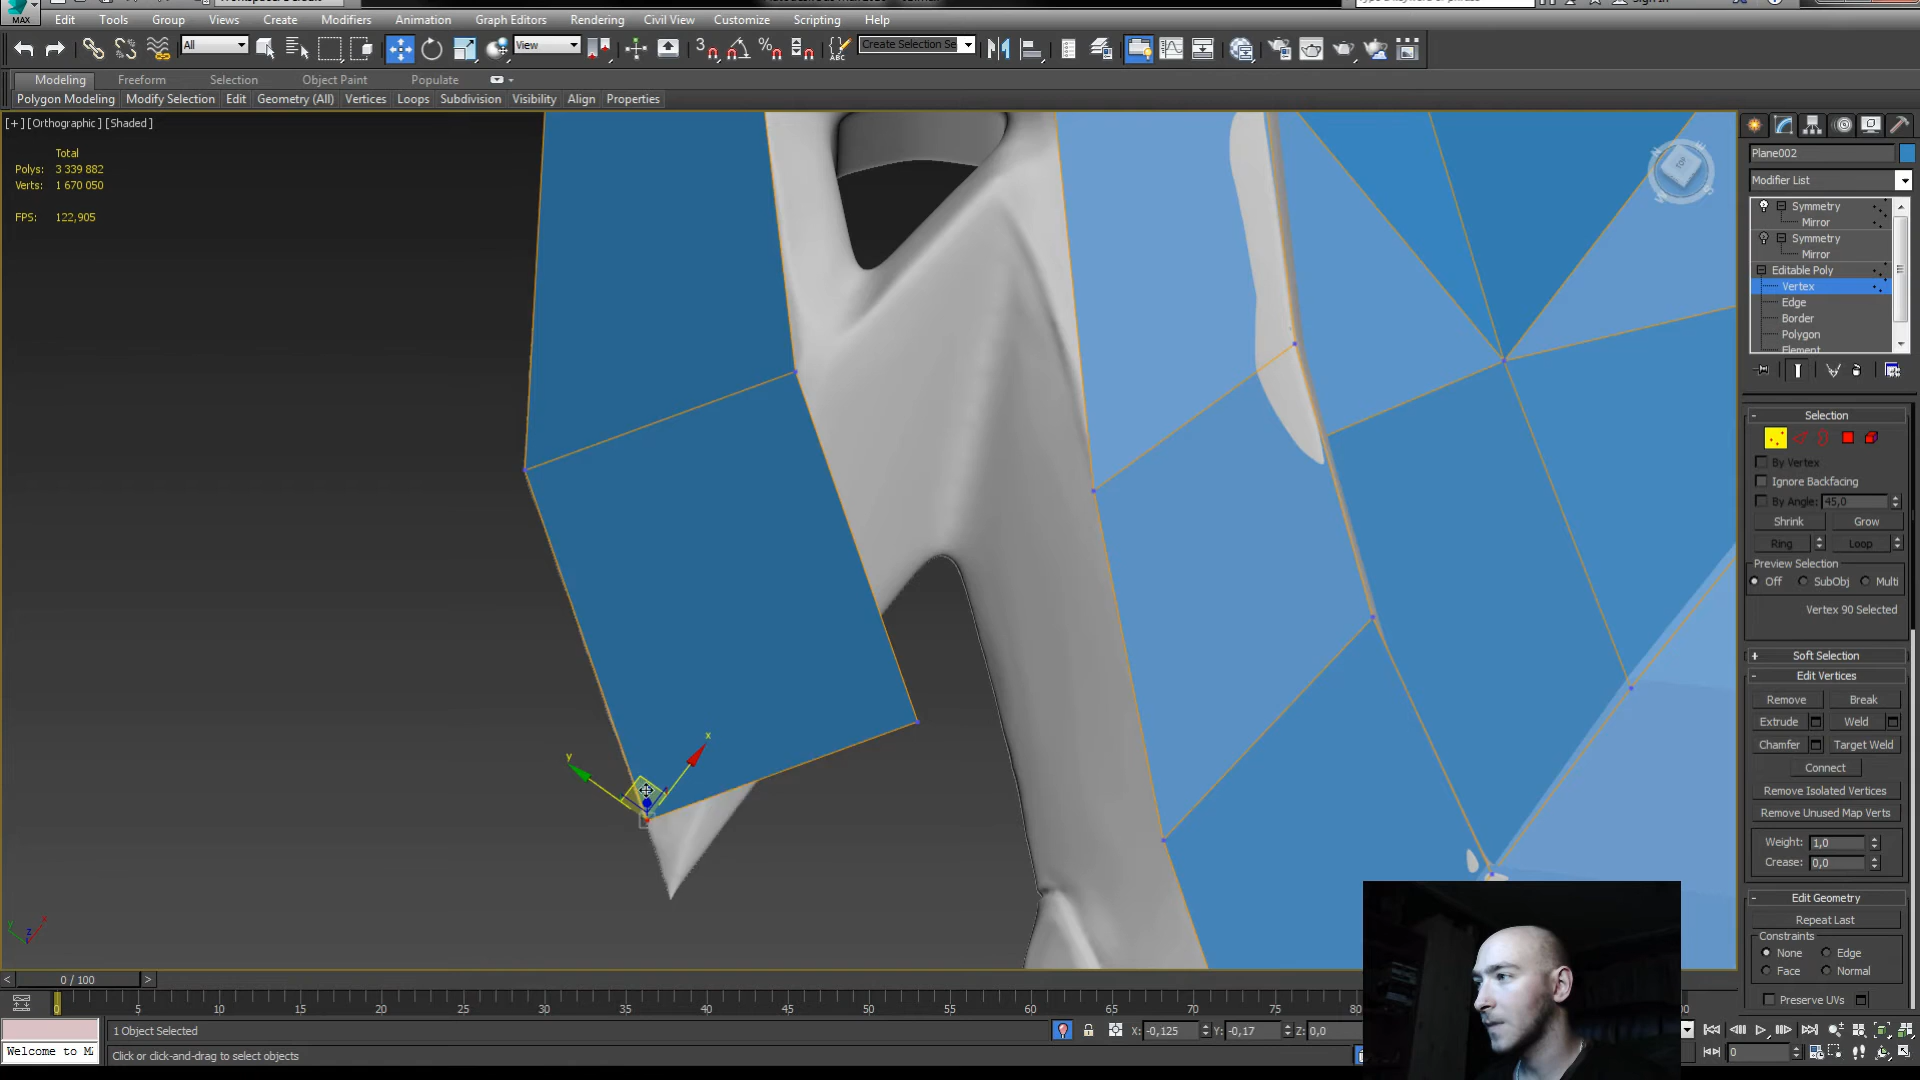 MAX
Edit Tools Group Views Create Modifiers Animation Graph Editors Rendering Civil View Customize Scripting Help
All View Create Selection Se
Modeling Freeform Selection Object Paint Populate
Polygon Modeling Modify Selection Edit Geometry (All) Vertices Loops Subdivision Visibility Align Properties
[+] [Orthographic] [Shaded]
Total
Polys: 3 339 882
Verts: 1 670 050
FPS: 122,905
Plane002
Modifier List
Symmetry
Mirror
Symmetry
Mirror
Editable Poly
Vertex
Edge
Border
Polygon
Element
Selection
By Vertex
Ignore Backfacing
By Angle: 45,0
Shrink Grow
Ring Loop
Preview Selection
Off SubObj Multi
Vertex 90 Selected
Soft Selection
Edit Vertices
Remove Break
Extrude Weld
Chamfer Target Weld
Connect
Remove Isolated Vertices
Remove Unused Map Verts
Weight: 1,0
Crease: 0,0
Edit Geometry
Repeat Last
Constraints
None Edge
Face Normal
Preserve UVs
x
y
0 / 100
0 5 10 15 20 25 30 35 40 45 50 55 60 65 70 75 80
1 Object Selected
X: -0,125 Y: -0,17 Z: 0,0
Welcome to M
Click or click-and-drag to select objects
0